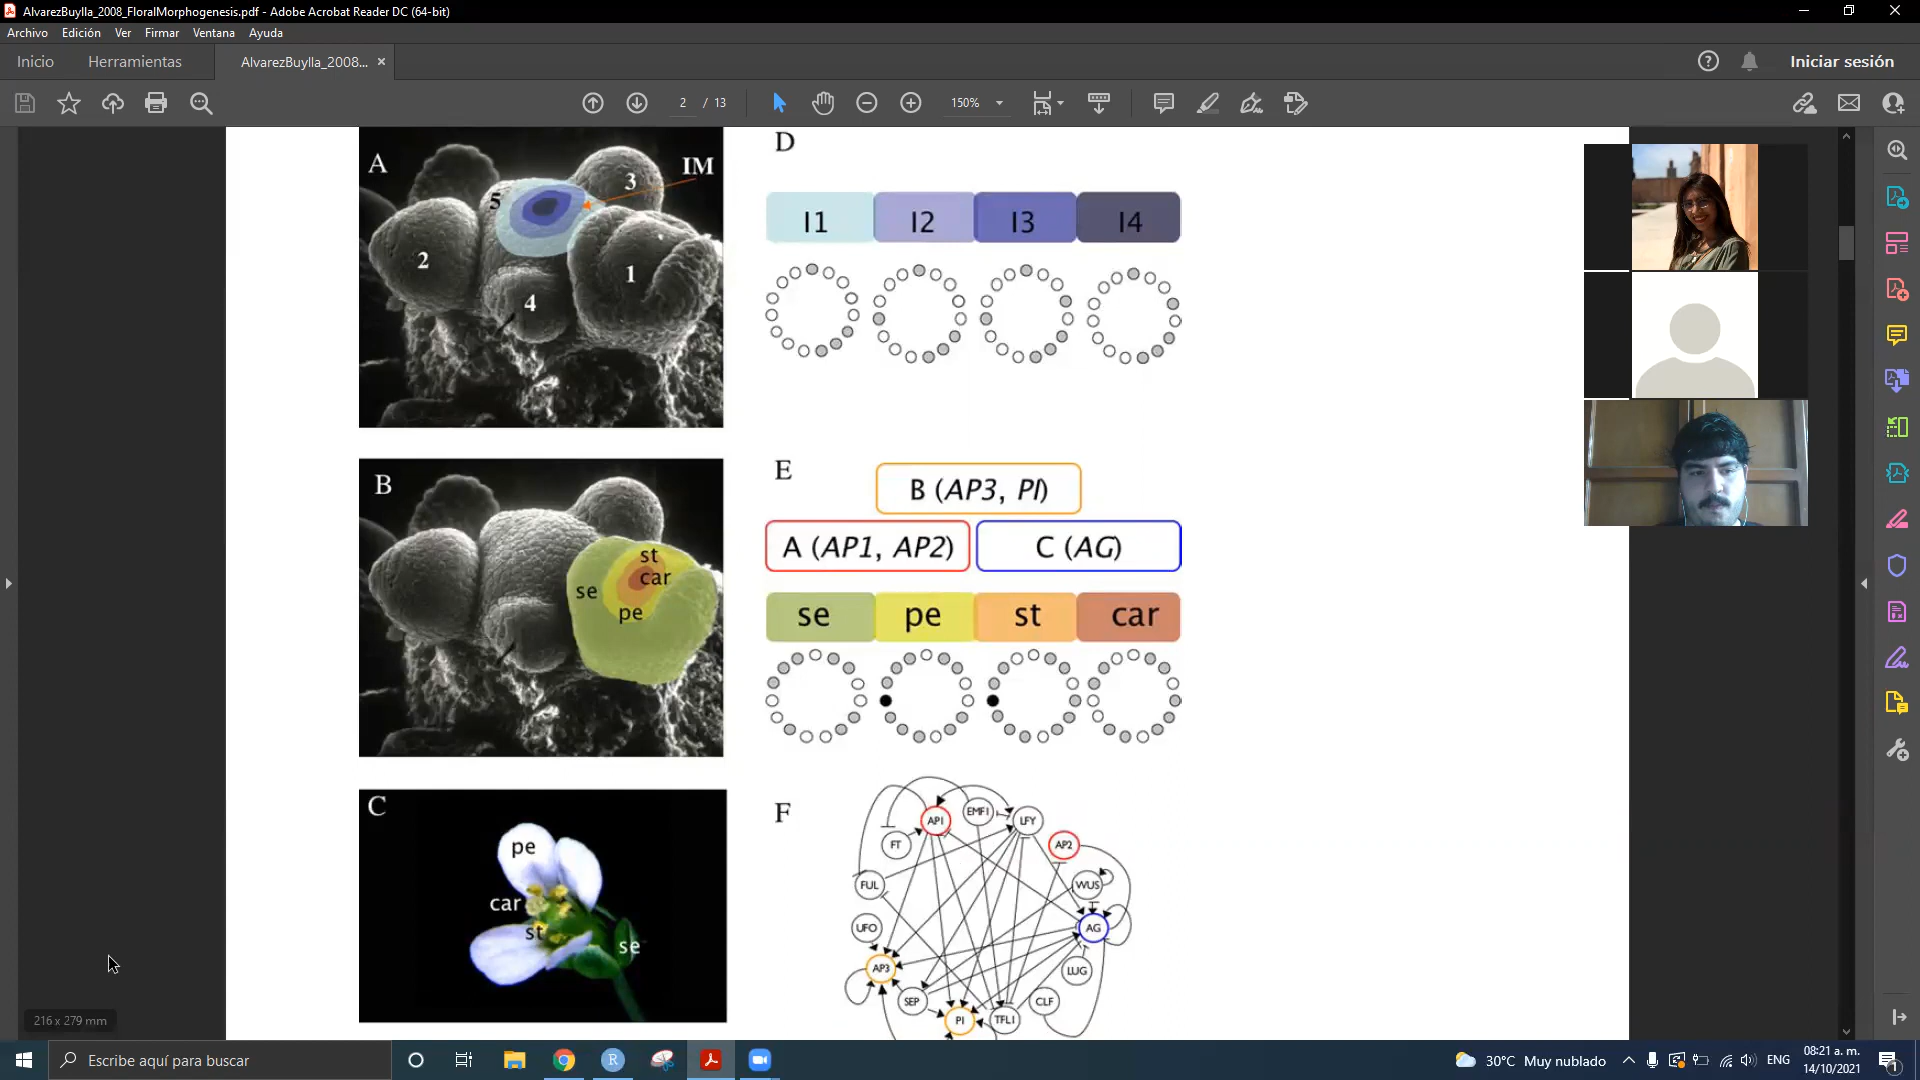 AlvarezBuylla_2008_FloralMorphogenesis.pdf - Adobe Acrobat Reader DC (64-bit)
Archivo Edición Ver Firmar Ventana Ayuda
Inicio Herramientas AlvarezBuylla_2008... × Iniciar sesión
2 / 13 150%
A
IM
5
3
2
1
4
D
I1 I2 I3 I4
B
st
car
se
pe
E
B (AP3, PI)
A (AP1, AP2) C (AG)
se pe st car
C
pe
car
st
se
F
AP1 EMF1 LFY
FT AP2
FUL WUS
UFO AG
AP3 LUG
SEP CLF
PI TFL1
216 x 279 mm
Escribe aquí para buscar
30°C Muy nublado ENG 08:21 a. m.
14/10/2021
1